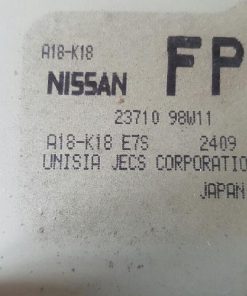 A18-K18
NISSAN FP
23710 98W11
A18-K18 E7S 2409
UNISIA JECS CORPORATIO
JAPAN